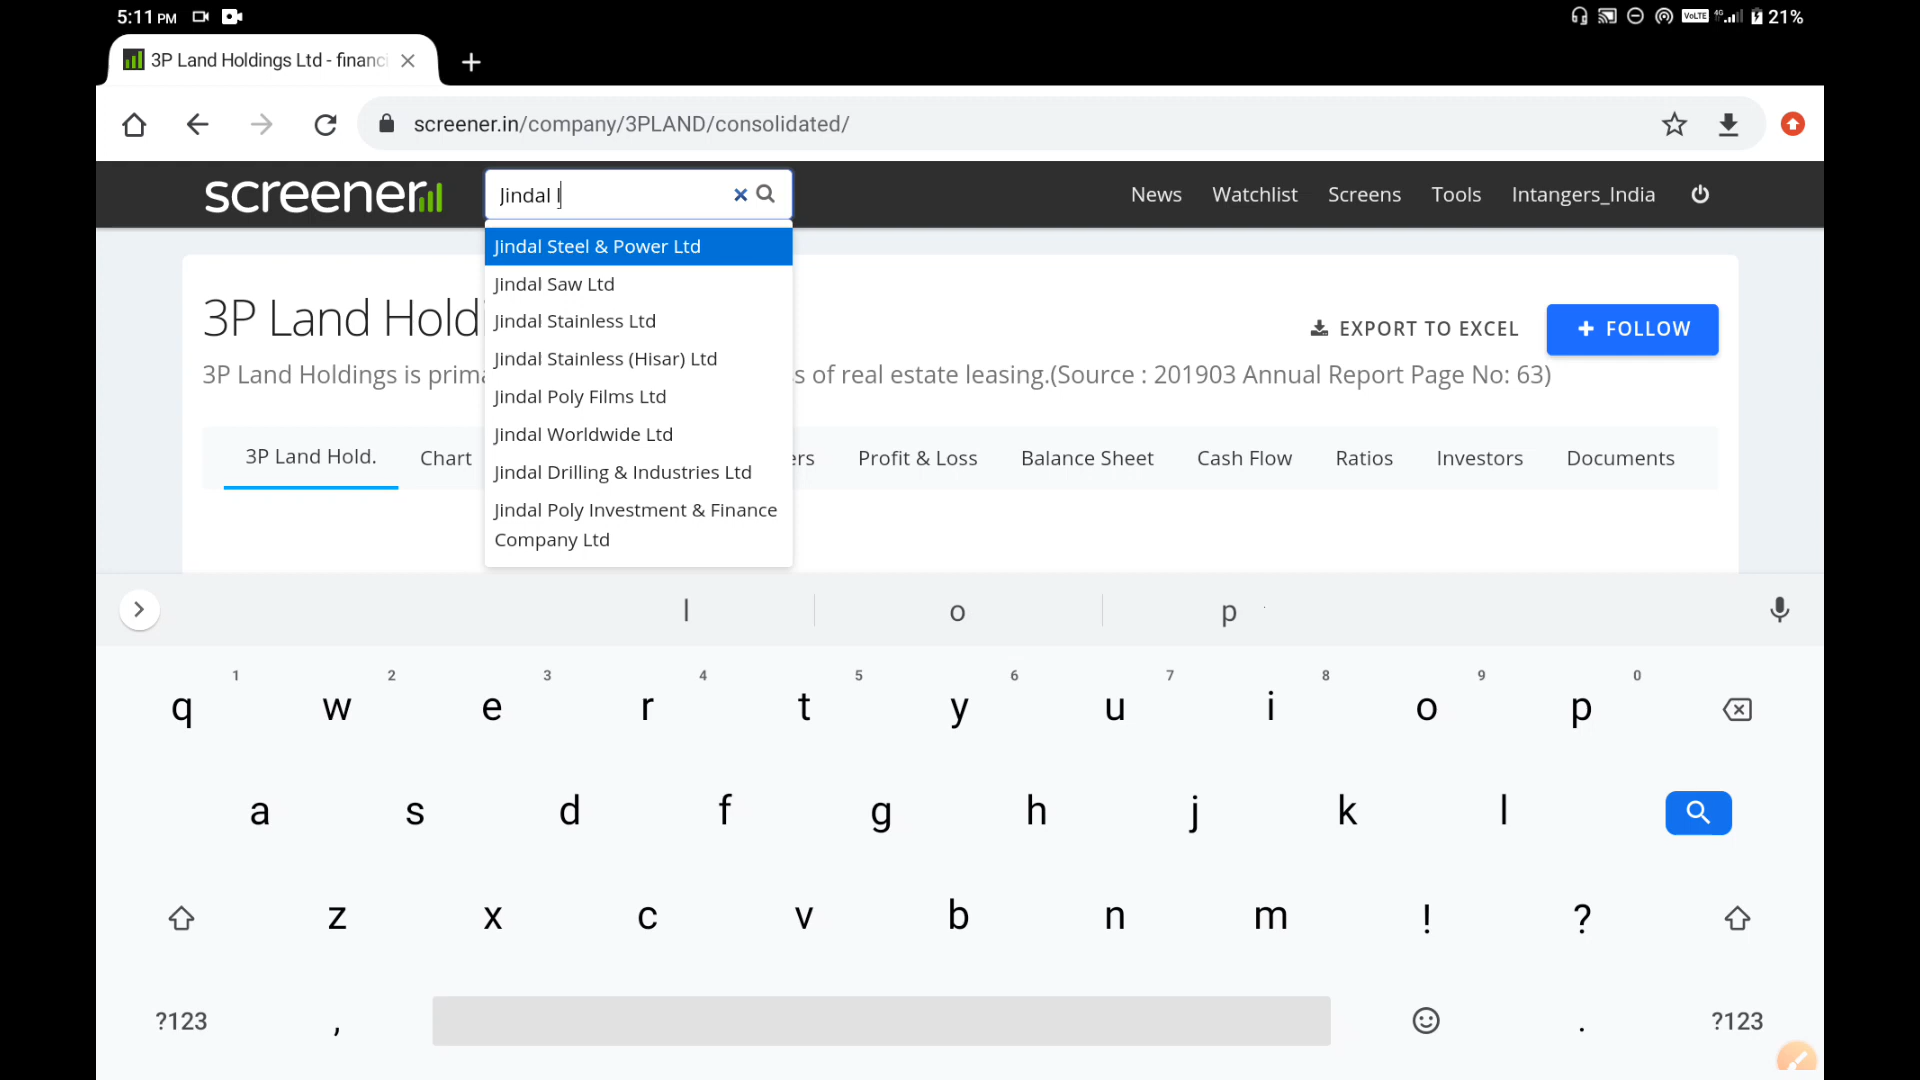 5:11 PM VoLTE 4G 21%
3P Land Holdings Ltd - financi
screener.in/company/3PLAND/consolidated/
screener
Jindal l
News Watchlist Screens Tools Intangers_India
Jindal Steel & Power Ltd
Jindal Saw Ltd
Jindal Stainless Ltd
Jindal Stainless (Hisar) Ltd
Jindal Poly Films Ltd
Jindal Worldwide Ltd
Jindal Drilling & Industries Ltd
Jindal Poly Investment & Finance
Company Ltd
3P Land Hold
EXPORT TO EXCEL + FOLLOW
3P Land Holdings is prima s of real estate leasing.(Source : 201903 Annual Report Page No: 63)
3P Land Hold. Chart ers Profit & Loss Balance Sheet Cash Flow Ratios Investors Documents
l o p
1 2 3 4 5 6 7 8 9 0
q w e r t y u i o p
a s d f g h j k l
z x c v b n m ! ?
?123 , . ?123